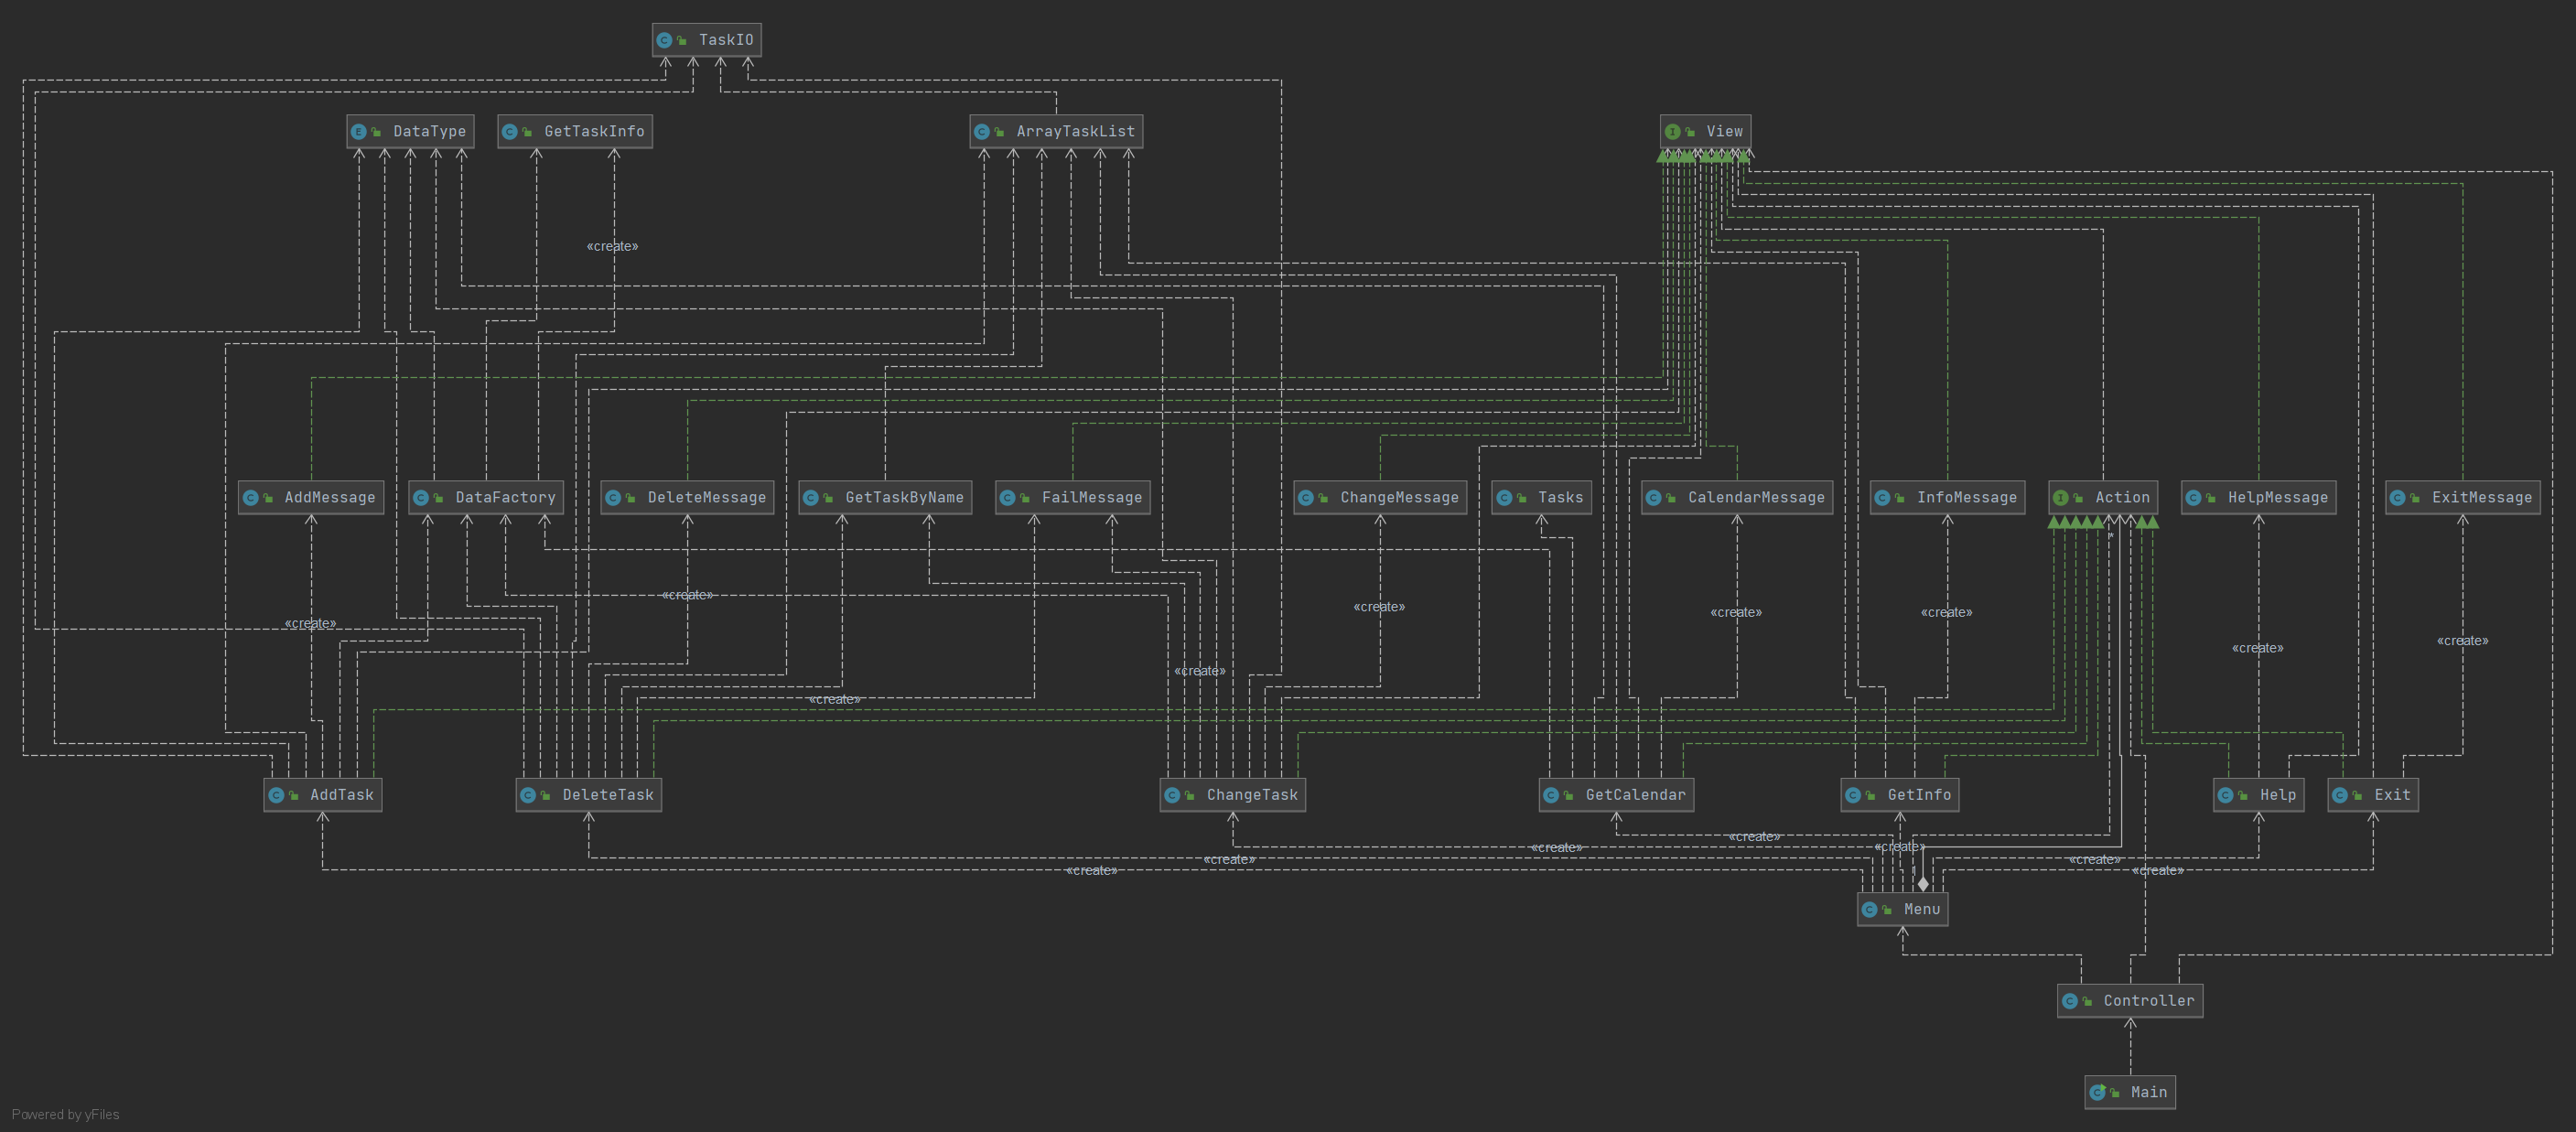 TaskIO
DataType
GetTaskInfo
ArrayTaskList
View
«create»
AddMessage
DataFactory
DeleteMessage
GetTaskByName
FailMessage
ChangeMessage
Tasks
CalendarMessage
InfoMessage
Action
HelpMessage
ExitMessage
*
«create»
«create»
«create»
«create»
«create»
«create»
«create»
«create»
«create»
«create»
AddTask
DeleteTask
ChangeTask
GetCalendar
GetInfo
Help
Exit
«create»
«create»
«create»
«create»
«create»
«create»
«create»
Menu
Controller
Main
Powered by yFiles